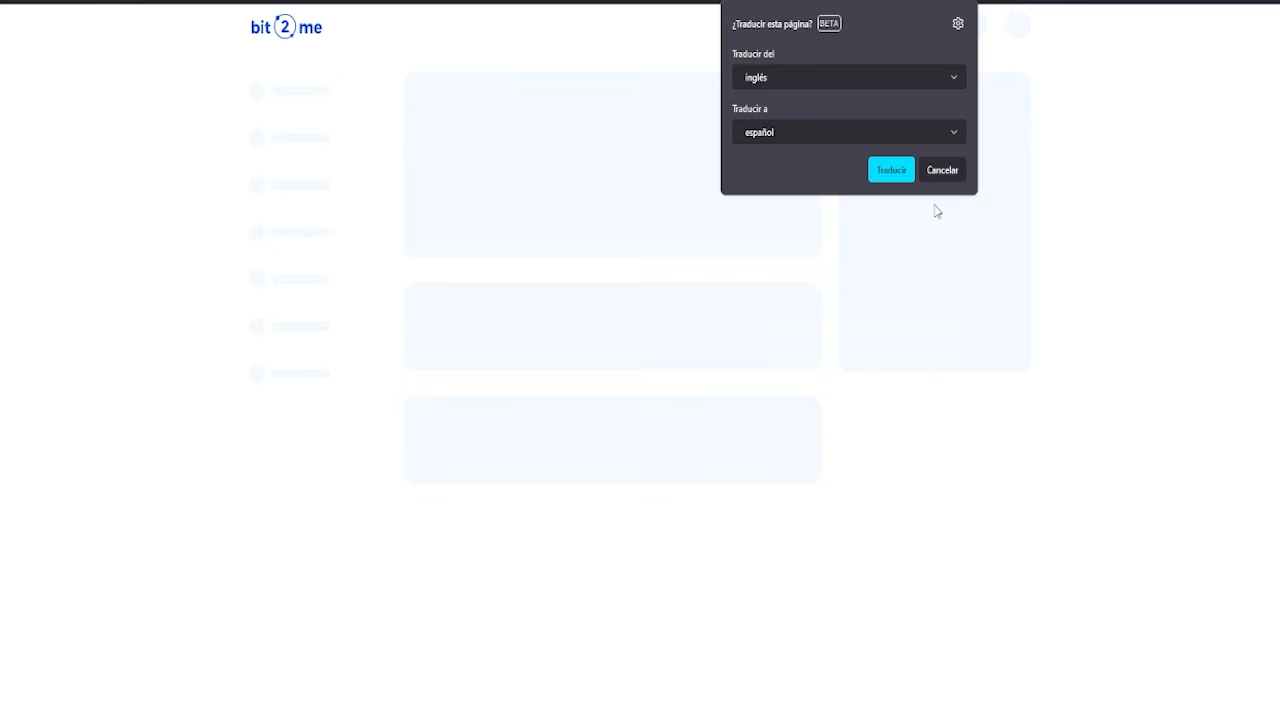 bit2me
¿Traducir esta página? BETA
Traducir del
inglés
Traducir a
español
Traducir Cancelar